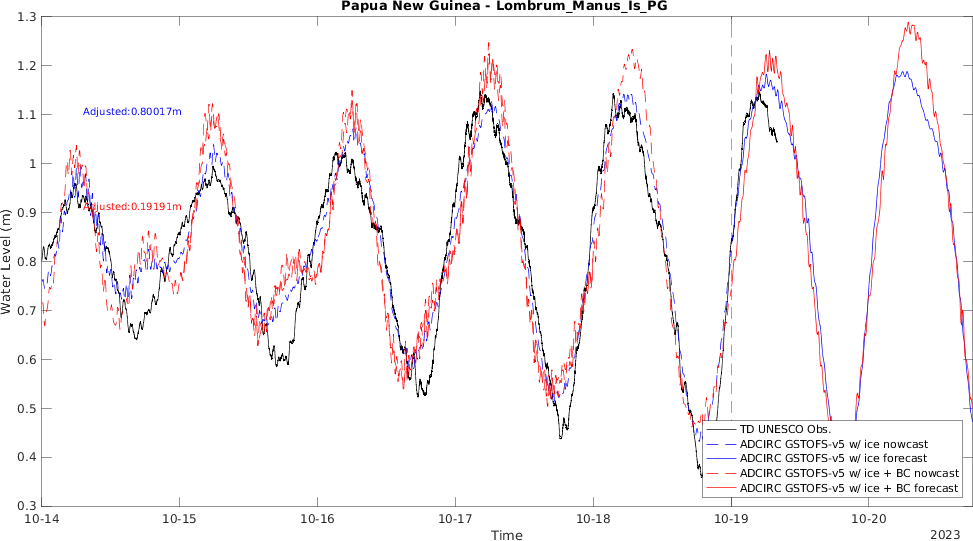 Papua New Guinea - Lombrum_Manus_Is_PG
1.3
1.2
1.1
1
0.9
0.8
0.7
0.6
0.5
0.4
0.3
Water Level (m)
Adjusted:0.80017m
Adjusted:0.19191m
TD UNESCO Obs.
ADCIRC GSTOFS-v5 w/ ice nowcast
ADCIRC GSTOFS-v5 w/ ice forecast
ADCIRC GSTOFS-v5 w/ ice + BC nowcast
ADCIRC GSTOFS-v5 w/ ice + BC forecast
10-14 10-15 10-16 10-17 10-18 10-19 10-20
Time
2023